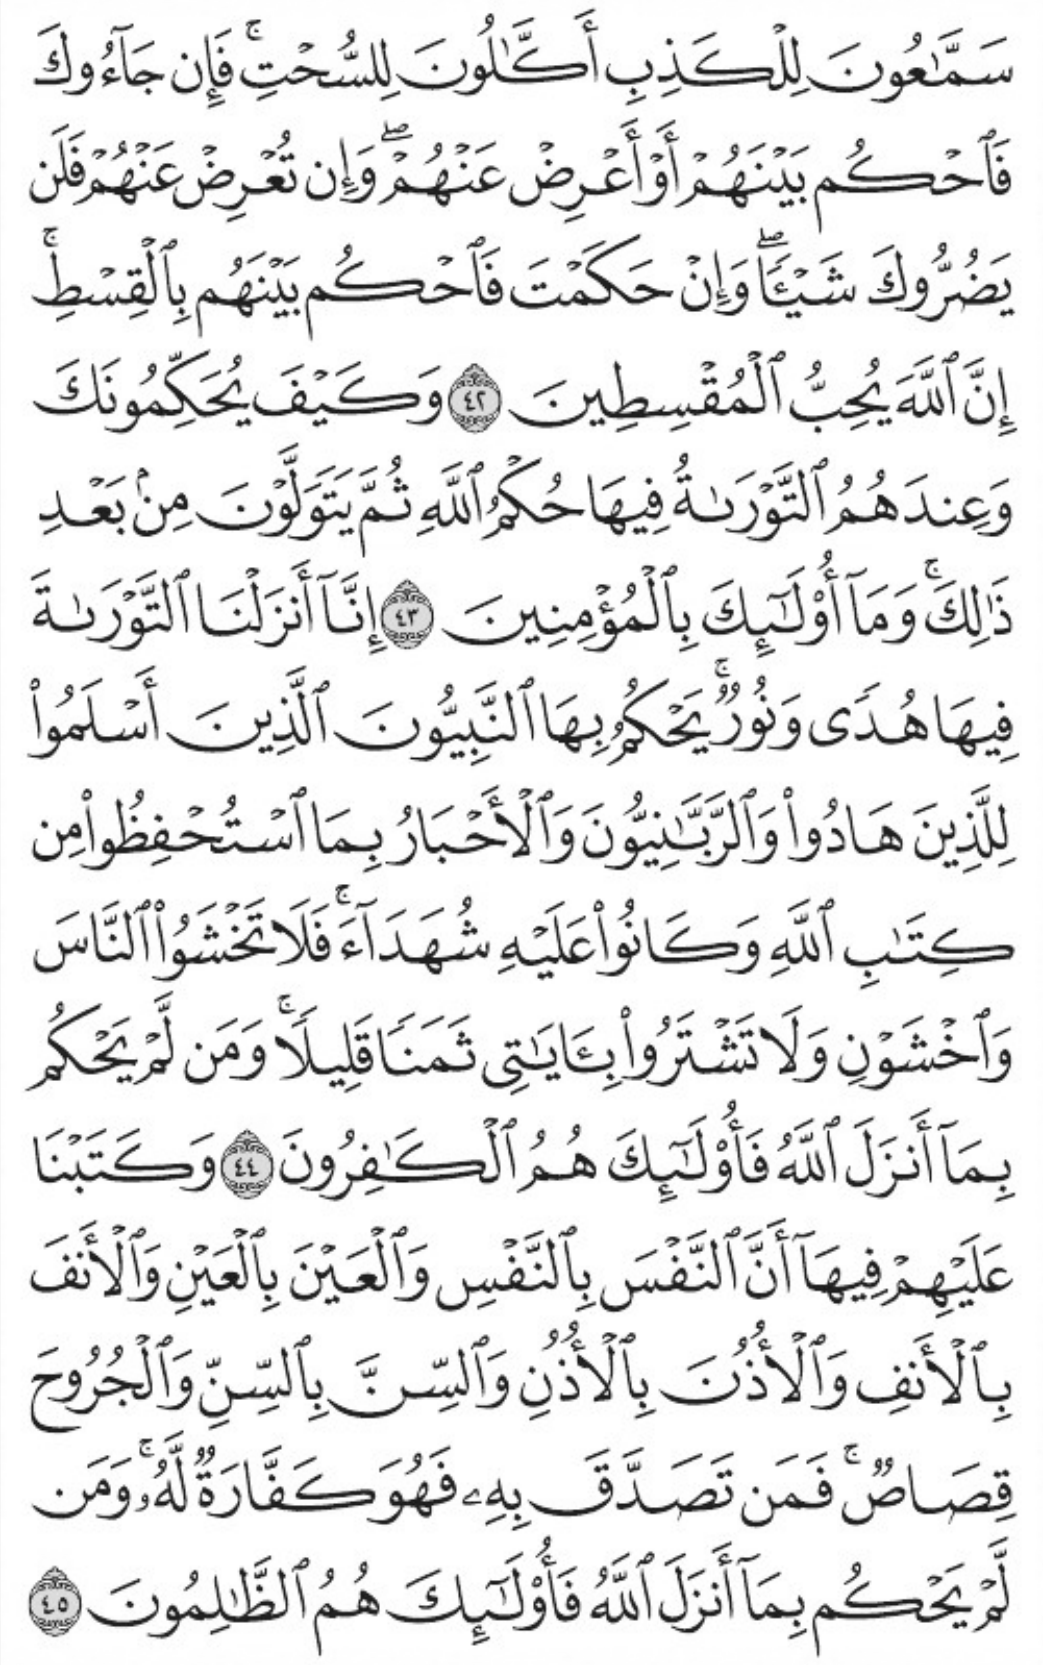 سَمَّٰعُونَ لِلْكَذِبِ أَكَّٰلُونَ لِلسُّحْتِۚ فَإِن جَآءُوكَ
فَٱحْكُم بَيْنَهُمْ أَوْ أَعْرِضْ عَنْهُمْۖ وَإِن تُعْرِضْ عَنْهُمْ فَلَن
يَضُرُّوكَ شَيْـًٔاۖ وَإِنْ حَكَمْتَ فَٱحْكُم بَيْنَهُم بِٱلْقِسْطِۚ
إِنَّ ٱللَّهَ يُحِبُّ ٱلْمُقْسِطِينَ ٤٢ وَكَيْفَ يُحَكِّمُونَكَ
وَعِندَهُمُ ٱلتَّوْرَىٰةُ فِيهَا حُكْمُ ٱللَّهِ ثُمَّ يَتَوَلَّوْنَ مِنۢ بَعْدِ
ذَٰلِكَۚ وَمَآ أُوْلَٰٓئِكَ بِٱلْمُؤْمِنِينَ ٤٣ إِنَّآ أَنزَلْنَا ٱلتَّوْرَىٰةَ
فِيهَا هُدًى وَنُورٌۚ يَحْكُمُ بِهَا ٱلنَّبِيُّونَ ٱلَّذِينَ أَسْلَمُواْ
لِلَّذِينَ هَادُواْ وَٱلرَّبَّٰنِيُّونَ وَٱلْأَحْبَارُ بِمَا ٱسْتُحْفِظُواْ مِن
كِتَٰبِ ٱللَّهِ وَكَانُواْ عَلَيْهِ شُهَدَآءَۚ فَلَا تَخْشَوُاْ ٱلنَّاسَ
وَٱخْشَوْنِ وَلَا تَشْتَرُواْ بِـَٔايَٰتِى ثَمَنًا قَلِيلًاۚ وَمَن لَّمْ يَحْكُم
بِمَآ أَنزَلَ ٱللَّهُ فَأُوْلَٰٓئِكَ هُمُ ٱلْكَٰفِرُونَ ٤٤ وَكَتَبْنَا
عَلَيْهِمْ فِيهَآ أَنَّ ٱلنَّفْسَ بِٱلنَّفْسِ وَٱلْعَيْنَ بِٱلْعَيْنِ وَٱلْأَنفَ
بِٱلْأَنفِ وَٱلْأُذُنَ بِٱلْأُذُنِ وَٱلسِّنَّ بِٱلسِّنِّ وَٱلْجُرُوحَ
قِصَاصٌۚ فَمَن تَصَدَّقَ بِهِۦ فَهُوَ كَفَّارَةٌ لَّهُۥۚ وَمَن
لَّمْ يَحْكُم بِمَآ أَنزَلَ ٱللَّهُ فَأُوْلَٰٓئِكَ هُمُ ٱلظَّٰلِمُونَ ٤٥